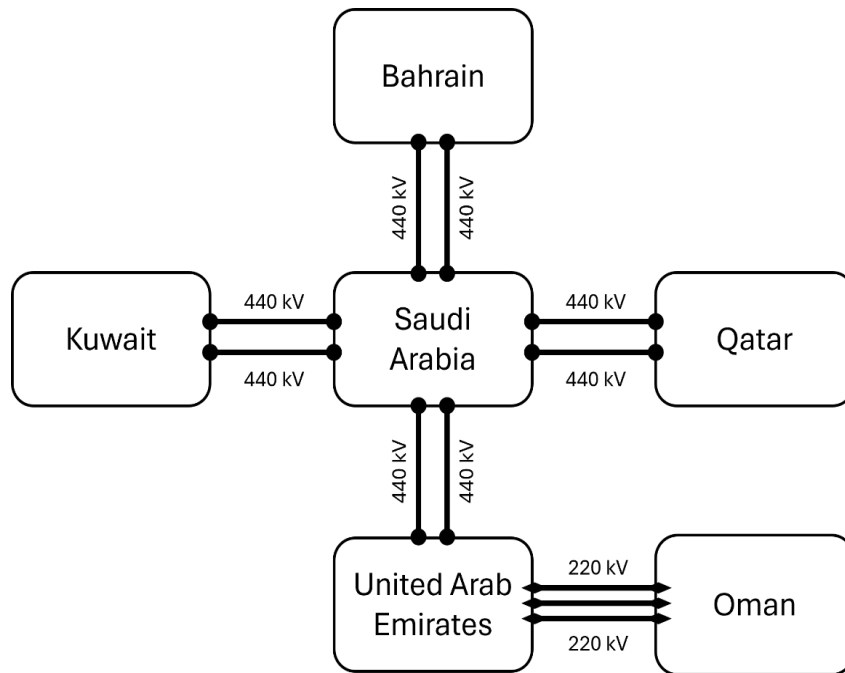 Bahrain
440 kV
440 kV
Kuwait
440 kV
440 kV
Saudi
Arabia
440 kV
440 kV
Qatar
440 kV
440 kV
United Arab
Emirates
220 kV
220 kV
Oman